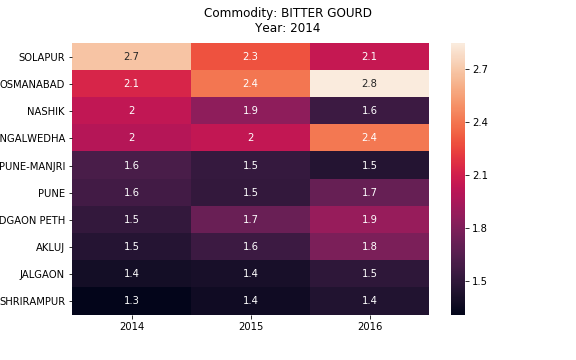 Commodity: BITTER GOURD
Year: 2014
SOLAPUR 2.7 2.3 2.1
OSMANABAD 2.1 2.4 2.8
NASHIK 2 1.9 1.6
NGALWEDHA 2 2 2.4
PUNE-MANJRI 1.6 1.5 1.5
PUNE 1.6 1.5 1.7
DGAON PETH 1.5 1.7 1.9
AKLUJ 1.5 1.6 1.8
JALGAON 1.4 1.4 1.5
SHRIRAMPUR 1.3 1.4 1.4
2014 2015 2016
2.7
2.4
2.1
1.8
1.5